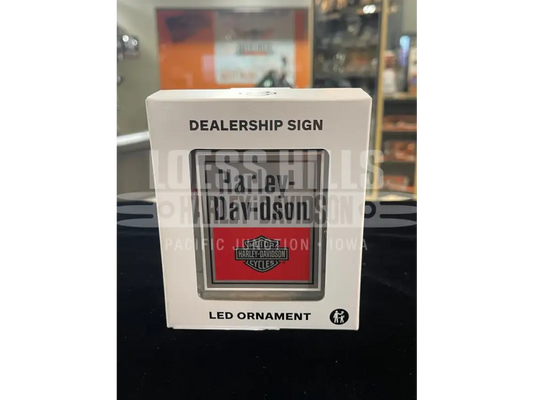 DEALERSHIP SIGN
LOESS HILLS
Harley-
Davidson
HARLEY-DAVIDSON
PACIFIC JUNCTION • IOWA
MOTOR
HARLEY-DAVIDSON
CYCLES
LED ORNAMENT